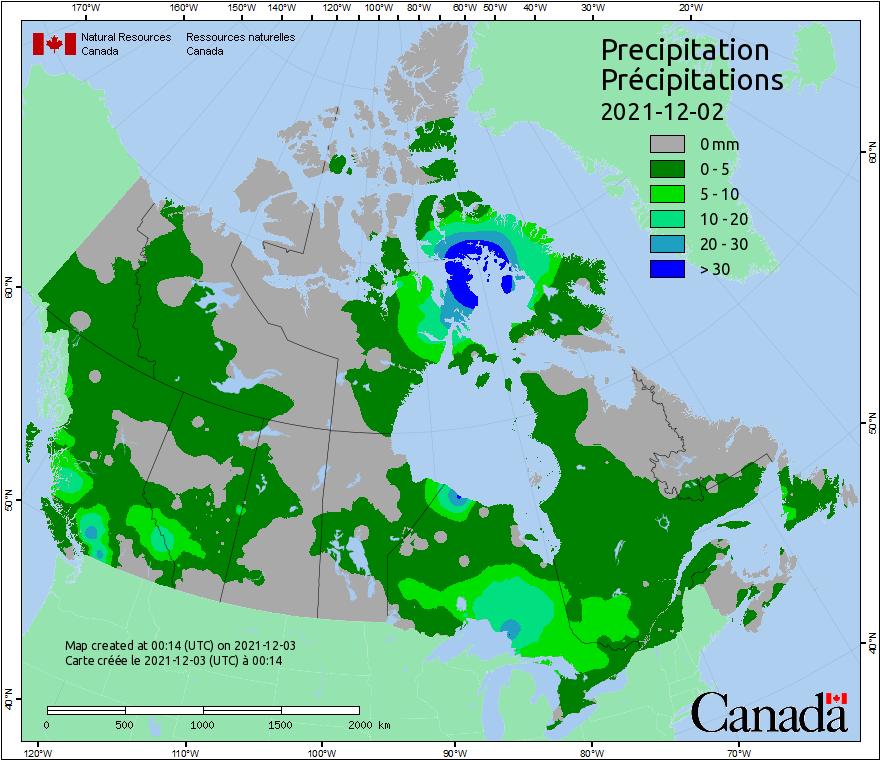 170°W 160°W 150°W 140°W 130°W 120°W 110°W 100°W 90°W 80°W 60°W 50°W 40°W 30°W 20°W
Natural Resources Ressources naturelles
Canada Canada
Precipitation
Précipitations
2021-12-02
0 mm
0 - 5
5 - 10
10 - 20
20 - 30
> 30
60°N
60°N
50°N
50°N
40°N
40°N
Map created at 00:14 (UTC) on 2021-12-03
Carte créée le 2021-12-03 (UTC) à 00:14
0 500 1000 1500 2000 km
Canada
120°W 110°W 100°W 90°W 80°W 70°W